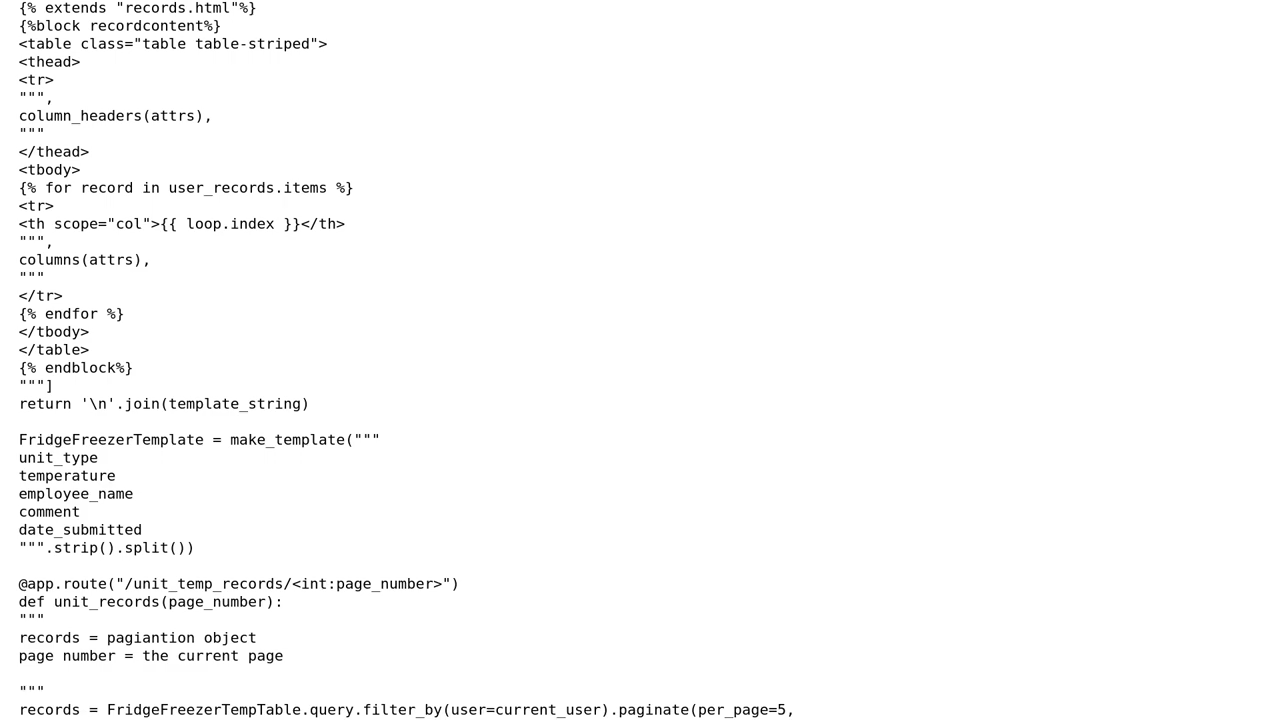 {% extends "records.html"%}
{%block recordcontent%}
<table class="table table-striped">
<thead>
<tr>
""",
column_headers(attrs),
"""
</thead>
<tbody>
{% for record in user_records.items %}
<tr>
<th scope="col">{{ loop.index }}</th>
""",
columns(attrs),
"""
</tr>
{% endfor %}
</tbody>
</table>
{% endblock%}
"""]
return '\n'.join(template_string)

FridgeFreezerTemplate = make_template("""
unit_type
temperature
employee_name
comment
date_submitted
""".strip().split())

@app.route("/unit_temp_records/<int:page_number>")
def unit_records(page_number):
"""
records = pagiantion object
page number = the current page

"""
records = FridgeFreezerTempTable.query.filter_by(user=current_user).paginate(per_page=5,